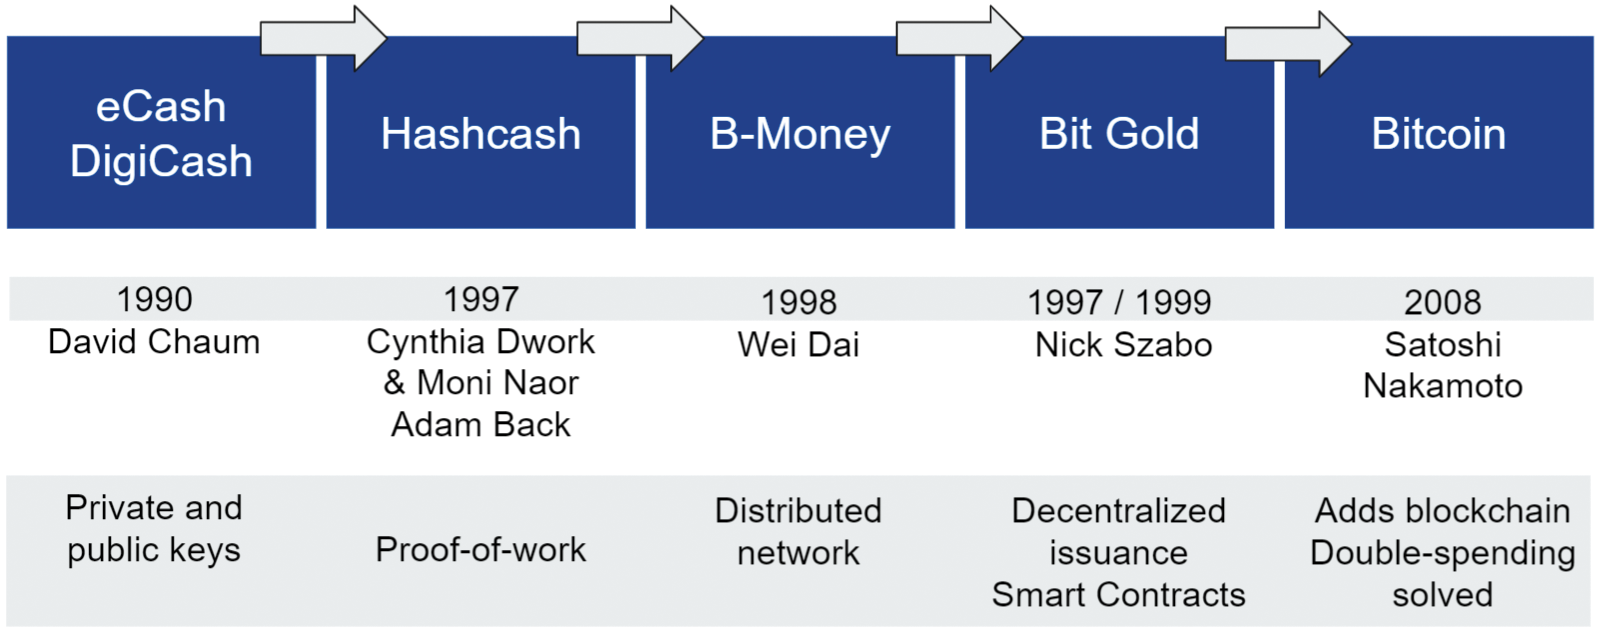 eCash
DigiCash
Hashcash
B-Money
Bit Gold
Bitcoin
1990
1997
1998
1997 / 1999
2008
David Chaum
Cynthia Dwork
& Moni Naor
Adam Back
Wei Dai
Nick Szabo
Satoshi
Nakamoto
Private and
public keys
Proof-of-work
Distributed
network
Decentralized
issuance
Smart Contracts
Adds blockchain
Double-spending
solved